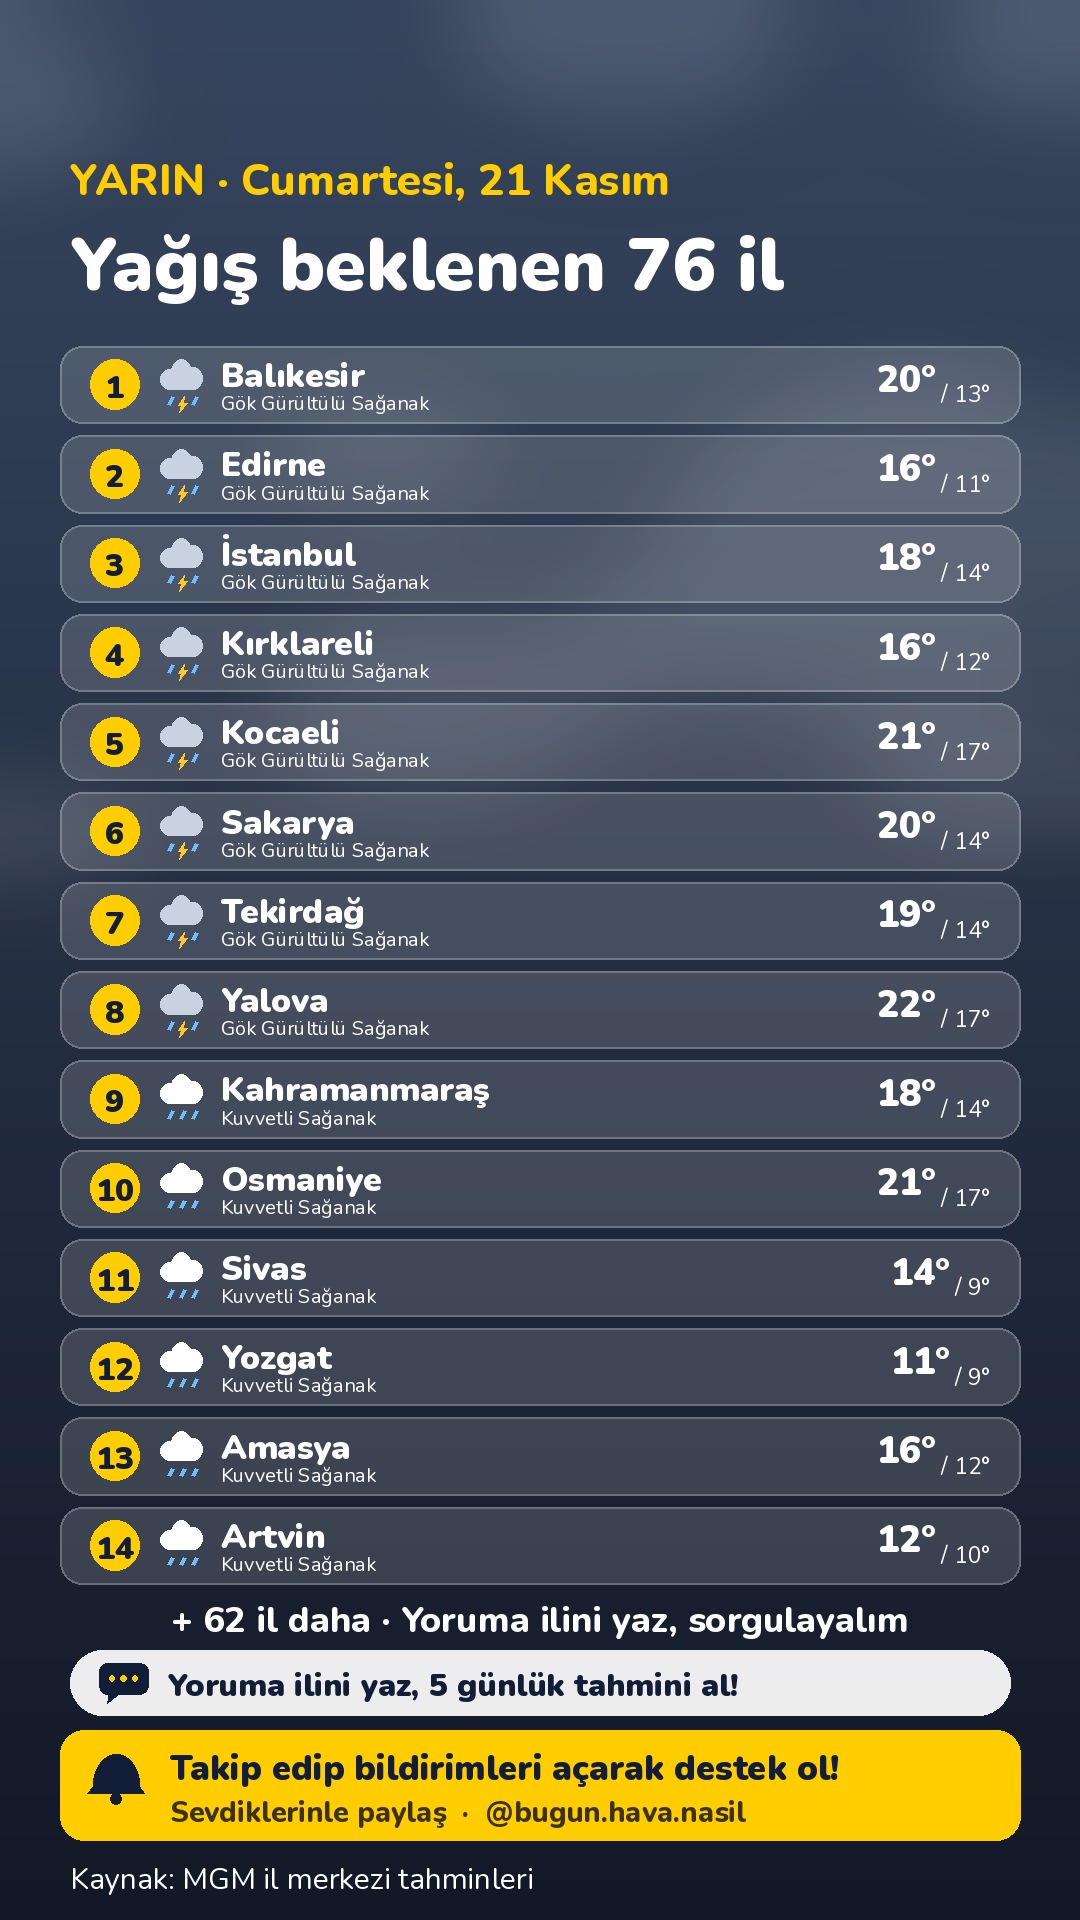 YARIN · Cumartesi, 21 Kasım
Yağış beklenen 76 il
1 Balıkesir 20° / 13°
Gök Gürültülü Sağanak
2 Edirne 16° / 11°
Gök Gürültülü Sağanak
3 İstanbul 18° / 14°
Gök Gürültülü Sağanak
4 Kırklareli 16° / 12°
Gök Gürültülü Sağanak
5 Kocaeli 21° / 17°
Gök Gürültülü Sağanak
6 Sakarya 20° / 14°
Gök Gürültülü Sağanak
7 Tekirdağ 19° / 14°
Gök Gürültülü Sağanak
8 Yalova 22° / 17°
Gök Gürültülü Sağanak
9 Kahramanmaraş 18° / 14°
Kuvvetli Sağanak
10 Osmaniye 21° / 17°
Kuvvetli Sağanak
11 Sivas 14° / 9°
Kuvvetli Sağanak
12 Yozgat 11° / 9°
Kuvvetli Sağanak
13 Amasya 16° / 12°
Kuvvetli Sağanak
14 Artvin 12° / 10°
Kuvvetli Sağanak
+ 62 il daha · Yoruma ilini yaz, sorgulayalım
Yoruma ilini yaz, 5 günlük tahmini al!
Takip edip bildirimleri açarak destek ol!
Sevdiklerinle paylaş · @bugun.hava.nasil
Kaynak: MGM il merkezi tahminleri